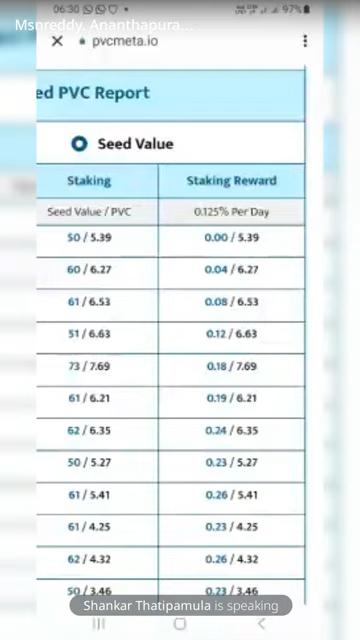 06:30
97%
Msnreddy. Ananthapura...
pvcmeta.io
ed PVC Report
Seed Value
Staking Staking Reward
Seed Value / PVC 0.125% Per Day
50 / 5.39 0.00 / 5.39
60 / 6.27 0.04 / 6.27
61 / 6.53 0.08 / 6.53
51 / 6.63 0.12 / 6.63
73 / 7.69 0.18 / 7.69
61 / 6.21 0.19 / 6.21
62 / 6.35 0.24 / 6.35
50 / 5.27 0.23 / 5.27
61 / 5.41 0.26 / 5.41
61 / 4.25 0.23 / 4.25
62 / 4.32 0.26 / 4.32
50 / 3.46 0.23 / 3.46
Shankar Thatipamula is speaking